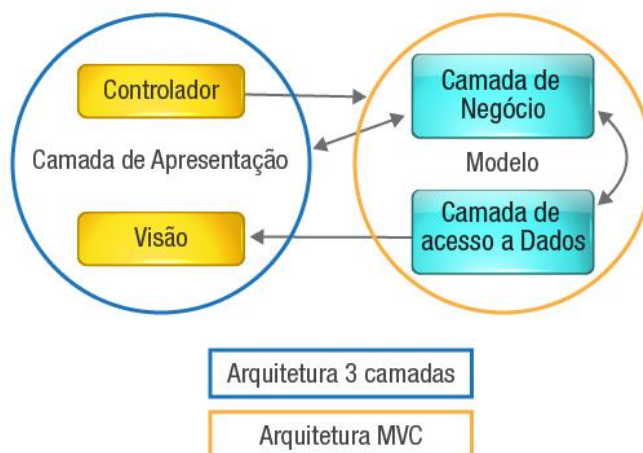 Controlador
Camada de Apresentação
Visão
Camada de
Negócio
Modelo
Camada de
acesso a Dados
Arquitetura 3 camadas
Arquitetura MVC